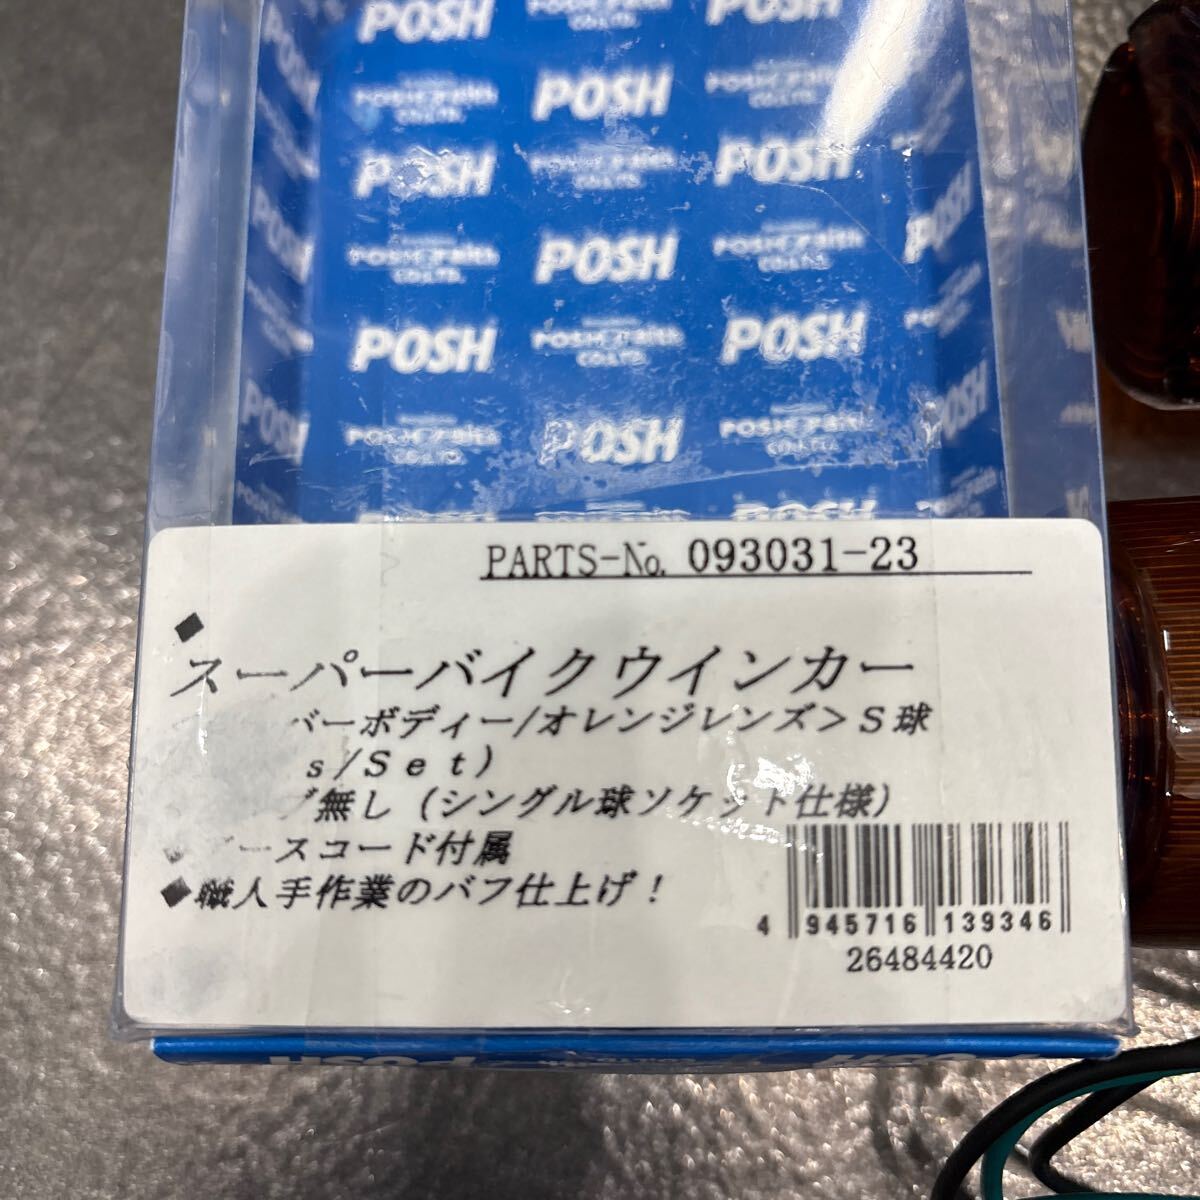 POSH
POSH
POSH
POSH
POSH
POSH
POSH
POSH
POSH
POSH
PARTS-No. 093031-23
◆
スーパーバイクウインカー
バーボディー/オレンジレンズ>S球
s/Set)
無し (シングル球ソケット仕様)
ースコード付属
◆職人手作業のバフ仕上げ!
4 945716 139346
26484420
POSH